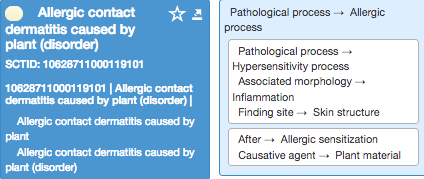 Allergic contact
dermatitis caused by
plant (disorder)
SCTID: 10628711000119101
10628711000119101 | Allergic contact
dermatitis caused by plant (disorder) |
Allergic contact dermatitis caused by
plant
Allergic contact dermatitis caused by
plant (disorder)
Pathological process → Allergic
process
Pathological process →
Hypersensitivity process
Associated morphology →
Inflammation
Finding site → Skin structure
After → Allergic sensitization
Causative agent → Plant material